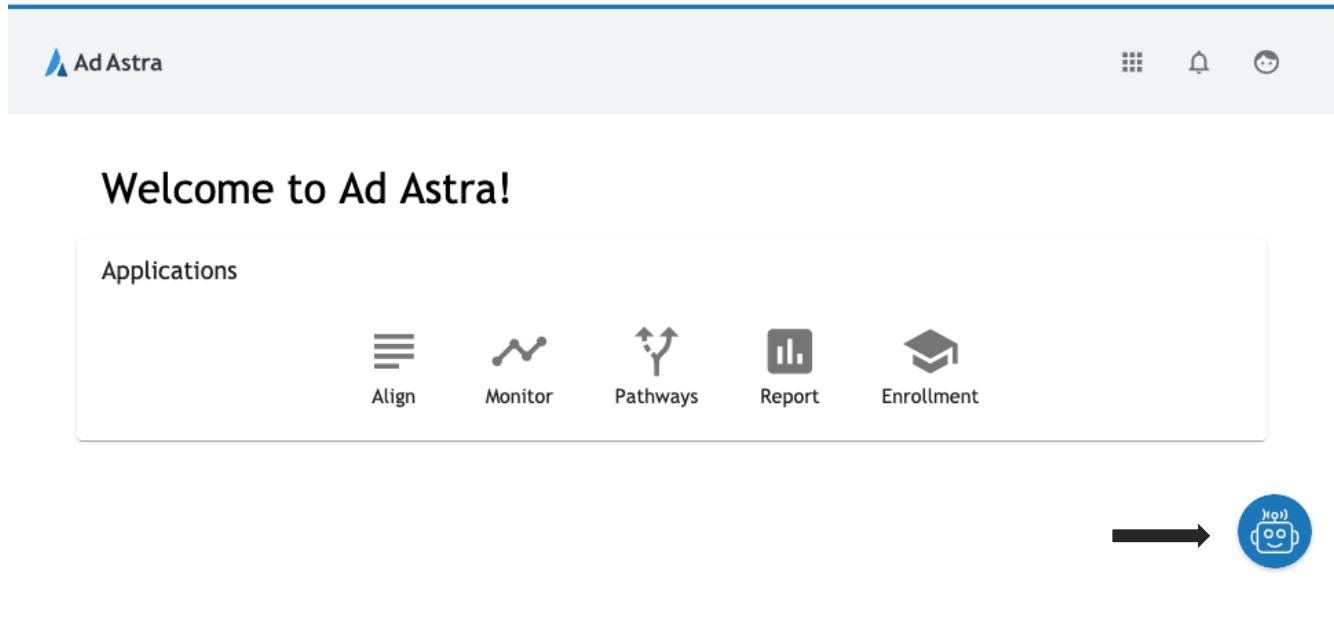 Ad Astra
Welcome to Ad Astra!
Applications
Align Monitor Pathways Report Enrollment